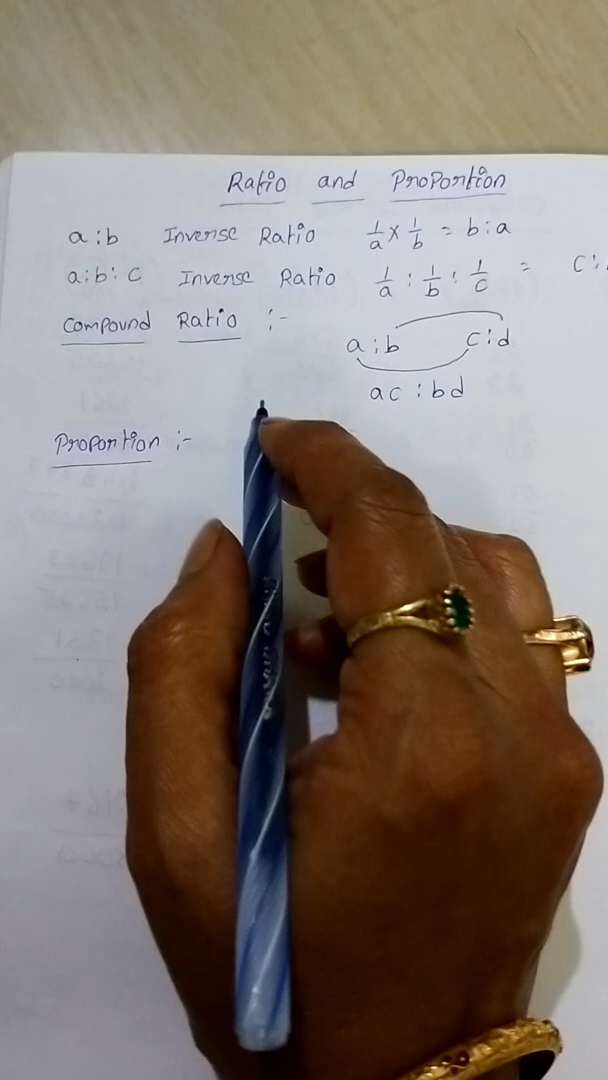 Ratio and Proportion
a:b Inverse Ratio 1/a × 1/b = b:a
a:b:c Inverse Ratio 1/a : 1/b : 1/c = c:
Compound Ratio :-
a:b c:d
ac:bd
Proportion :-